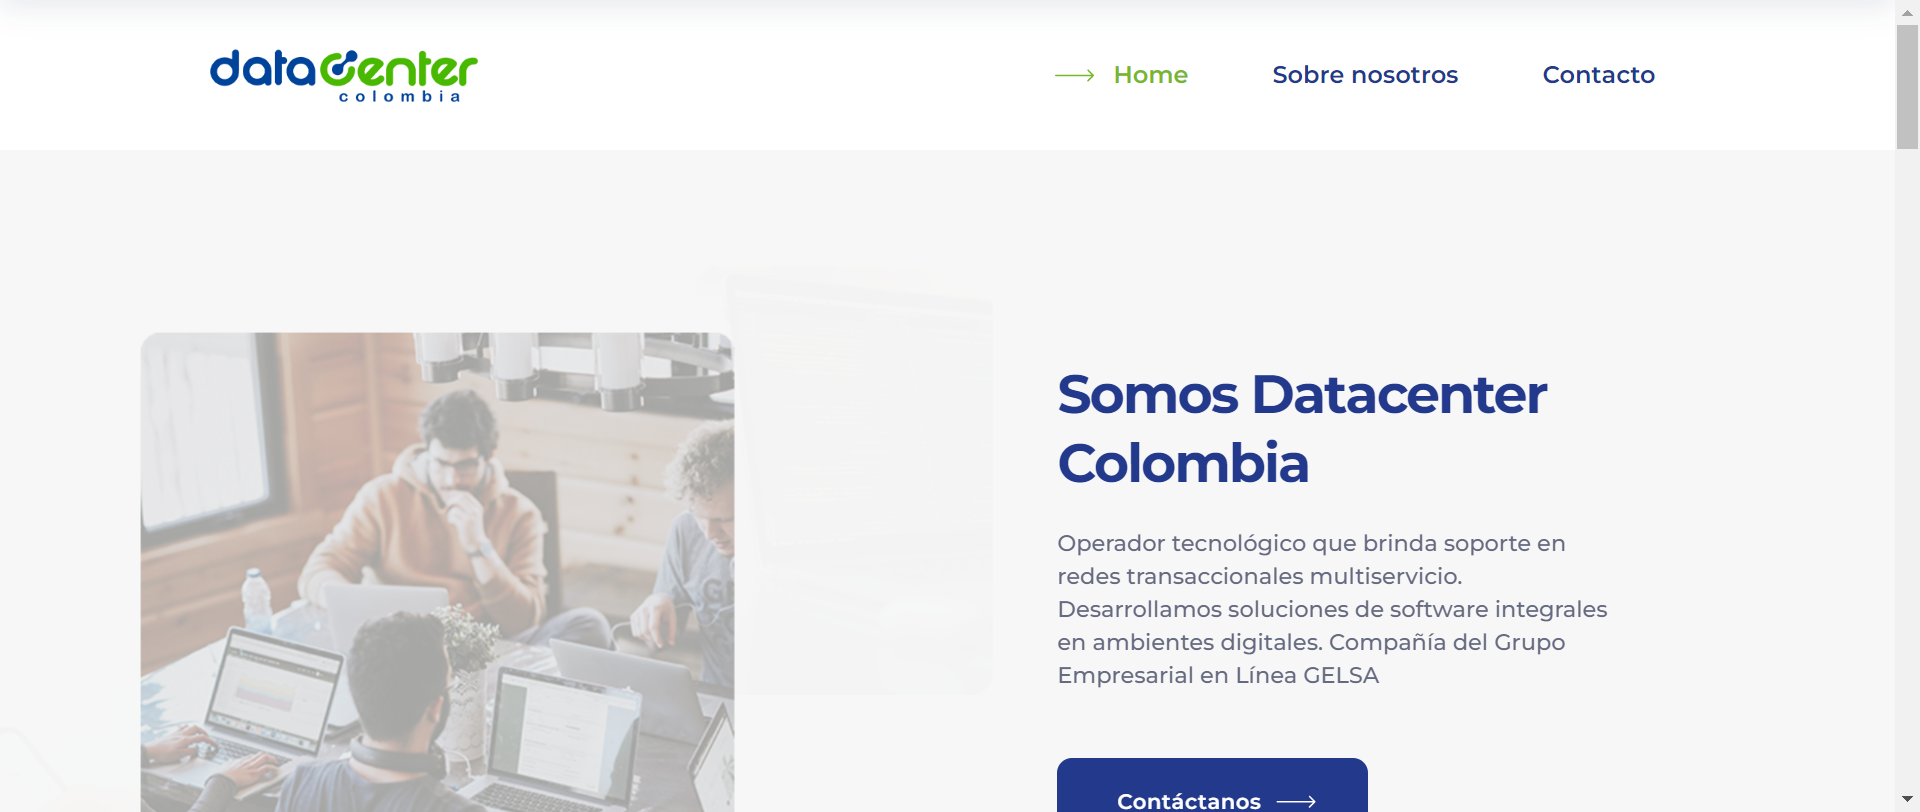 datacenter
colombia
Home
Sobre nosotros
Contacto
Somos Datacenter
Colombia
Operador tecnológico que brinda soporte en
redes transaccionales multiservicio.
Desarrollamos soluciones de software integrales
en ambientes digitales. Compañía del Grupo
Empresarial en Línea GELSA
Contáctanos